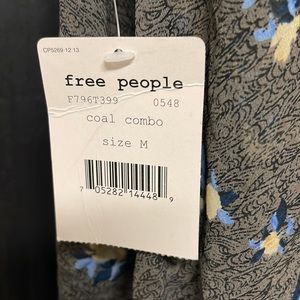 CP5269 12 13
free people
F796T399 0548
coal combo
size M
7 05282 14448 9